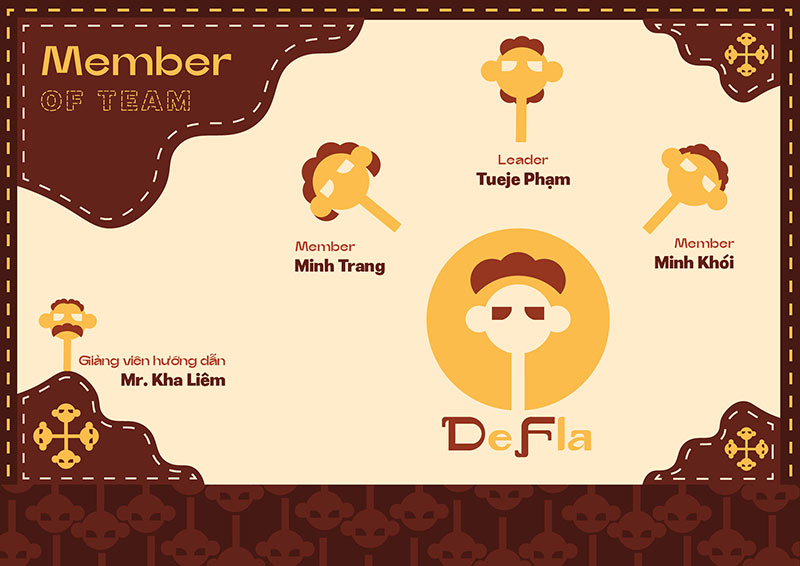 Member
OF TEAM
Leader
Tueje Phạm
Member
Minh Trang
Member
Minh Khói
Giảng viên hướng dẫn
Mr. Kha Liêm
DeFla